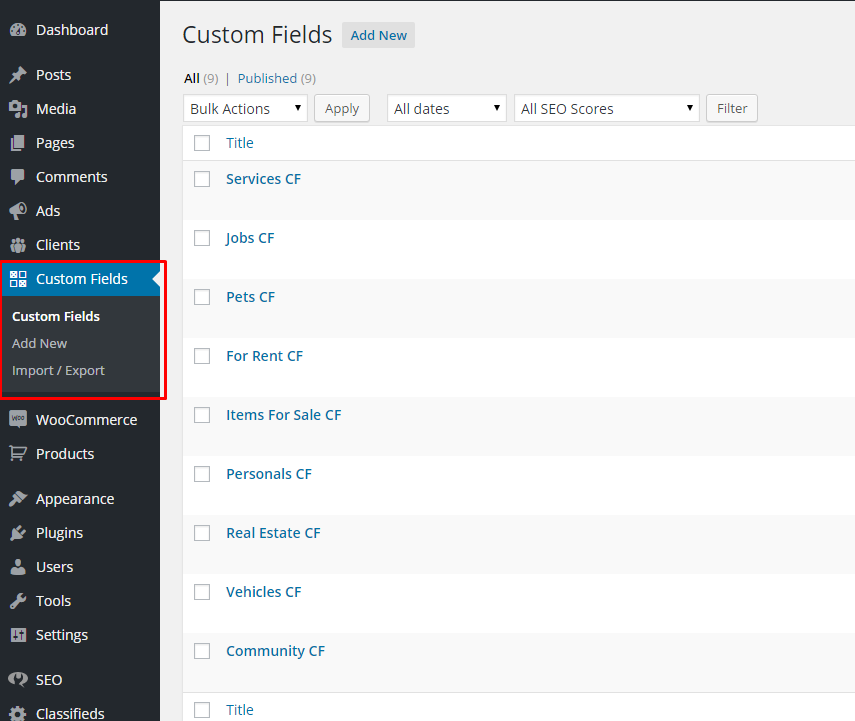 Dashboard
Posts
Media
Pages
Comments
Ads
Clients
Custom Fields
Custom Fields
Add New
Import / Export
WOO
WooCommerce
Products
Appearance
Plugins
Users
Tools
Settings
SEO
Classifieds
Custom Fields Add New
All (9) | Published (9)
Bulk Actions Apply All dates All SEO Scores Filter
Title
Services CF
Jobs CF
Pets CF
For Rent CF
Items For Sale CF
Personals CF
Real Estate CF
Vehicles CF
Community CF
Title